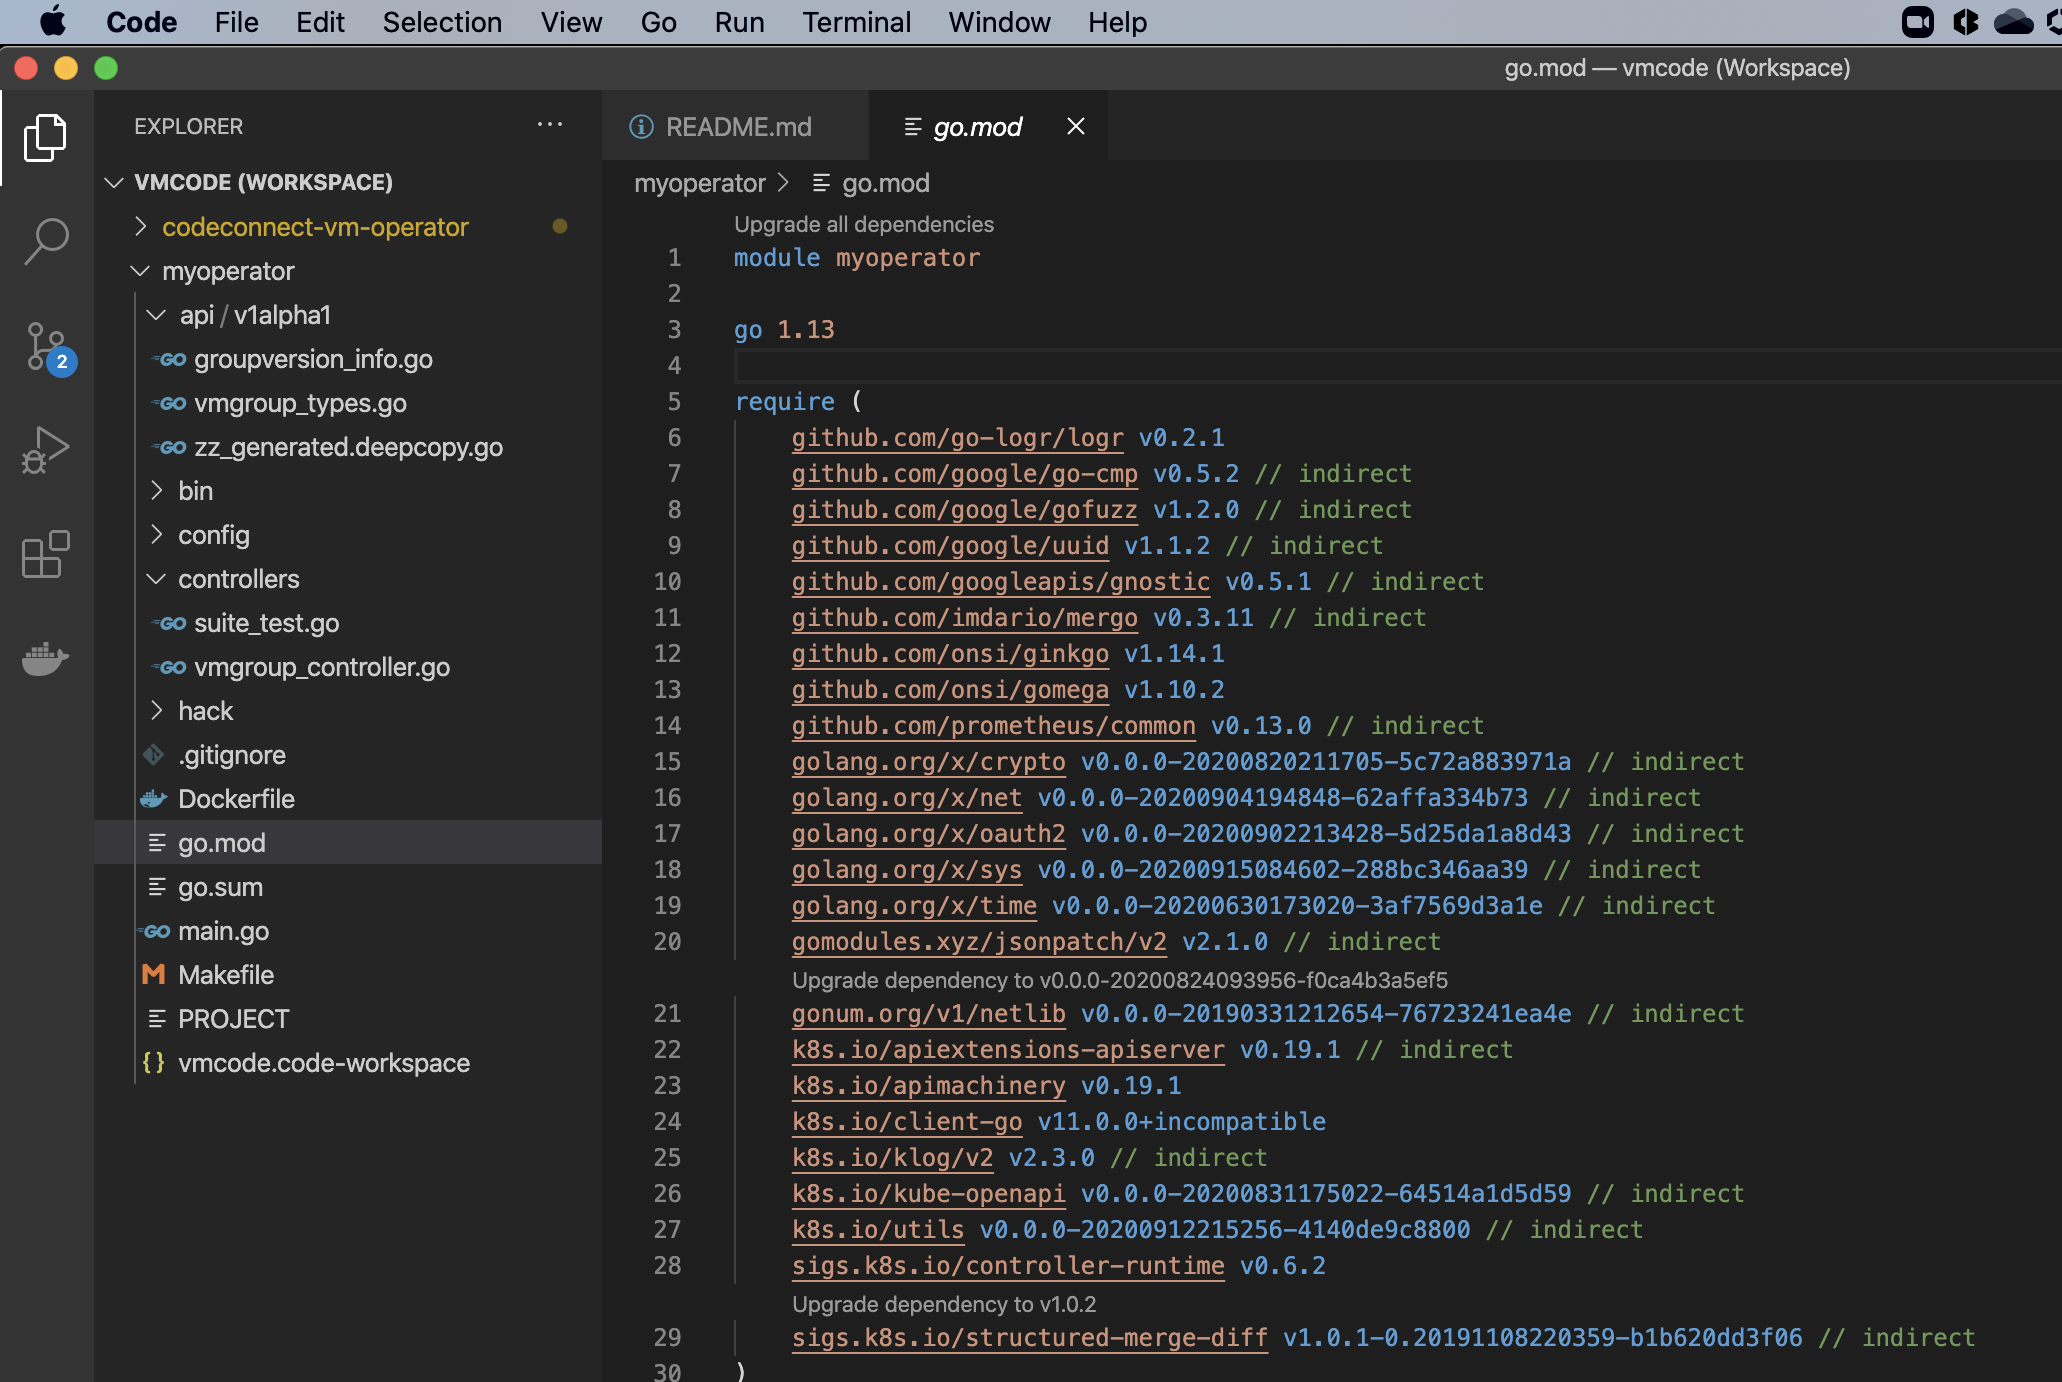 Code File Edit Selection View Go Run Terminal Window Help
go.mod — vmcode (Workspace)
EXPLORER
VMCODE (WORKSPACE)
codeconnect-vm-operator
myoperator
api / v1alpha1
GO groupversion_info.go
GO vmgroup_types.go
GO zz_generated.deepcopy.go
bin
config
controllers
GO suite_test.go
GO vmgroup_controller.go
hack
.gitignore
Dockerfile
go.mod
go.sum
GO main.go
M Makefile
PROJECT
{} vmcode.code-workspace
2
README.md
go.mod
myoperator > go.mod
Upgrade all dependencies
1 module myoperator
2
3 go 1.13
4
5 require (
6 github.com/go-logr/logr v0.2.1
7 github.com/google/go-cmp v0.5.2 // indirect
8 github.com/google/gofuzz v1.2.0 // indirect
9 github.com/google/uuid v1.1.2 // indirect
10 github.com/googleapis/gnostic v0.5.1 // indirect
11 github.com/imdario/mergo v0.3.11 // indirect
12 github.com/onsi/ginkgo v1.14.1
13 github.com/onsi/gomega v1.10.2
14 github.com/prometheus/common v0.13.0 // indirect
15 golang.org/x/crypto v0.0.0-20200820211705-5c72a883971a // indirect
16 golang.org/x/net v0.0.0-20200904194848-62affa334b73 // indirect
17 golang.org/x/oauth2 v0.0.0-20200902213428-5d25da1a8d43 // indirect
18 golang.org/x/sys v0.0.0-20200915084602-288bc346aa39 // indirect
19 golang.org/x/time v0.0.0-20200630173020-3af7569d3a1e // indirect
20 gomodules.xyz/jsonpatch/v2 v2.1.0 // indirect
Upgrade dependency to v0.0.0-20200824093956-f0ca4b3a5ef5
21 gonum.org/v1/netlib v0.0.0-20190331212654-76723241ea4e // indirect
22 k8s.io/apiextensions-apiserver v0.19.1 // indirect
23 k8s.io/apimachinery v0.19.1
24 k8s.io/client-go v11.0.0+incompatible
25 k8s.io/klog/v2 v2.3.0 // indirect
26 k8s.io/kube-openapi v0.0.0-20200831175022-64514a1d5d59 // indirect
27 k8s.io/utils v0.0.0-20200912215256-4140de9c8800 // indirect
28 sigs.k8s.io/controller-runtime v0.6.2
Upgrade dependency to v1.0.2
29 sigs.k8s.io/structured-merge-diff v1.0.1-0.20191108220359-b1b620dd3f06 // indirect
30 )